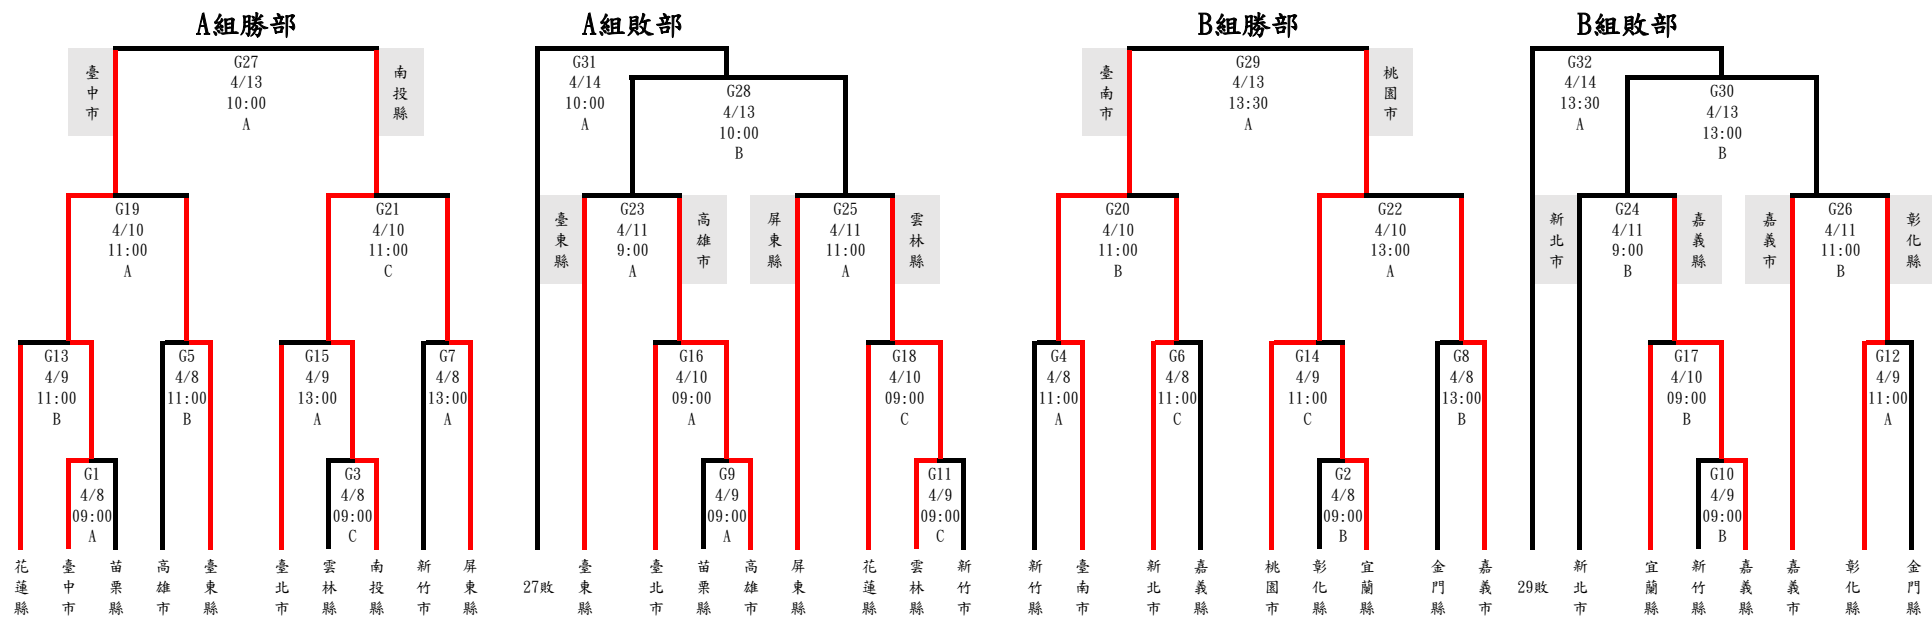 A組勝部
A組敗部
B組勝部
B組敗部
臺中市
G27
4/13
10:00
A
南投縣
G31
4/14
10:00
A
G28
4/13
10:00
B
臺南市
G29
4/13
13:30
A
桃園市
G32
4/14
13:30
A
G30
4/13
13:00
B
G19
4/10
11:00
A
G21
4/10
11:00
C
臺東縣
G23
4/11
9:00
A
高雄市
屏東縣
G25
4/11
11:00
A
雲林縣
G20
4/10
11:00
B
G22
4/10
13:00
A
新北市
G24
4/11
9:00
B
嘉義縣
嘉義市
G26
4/11
11:00
B
彰化縣
G13
4/9
11:00
B
G5
4/8
11:00
B
G15
4/9
13:00
A
G7
4/8
13:00
A
G16
4/10
09:00
A
G18
4/10
09:00
C
G4
4/8
11:00
A
G6
4/8
11:00
C
G14
4/9
11:00
C
G8
4/8
13:00
B
G17
4/10
09:00
B
G12
4/9
11:00
A
G1
4/8
09:00
A
G3
4/8
09:00
C
G9
4/9
09:00
A
G11
4/9
09:00
C
G2
4/8
09:00
B
G10
4/9
09:00
B
花蓮縣
臺中市
苗栗縣
高雄市
臺東縣
臺北市
雲林縣
南投縣
新竹市
屏東縣
27敗
臺東縣
臺北市
苗栗縣
高雄市
屏東縣
花蓮縣
雲林縣
新竹市
新竹縣
臺南市
新北市
嘉義縣
桃園市
彰化縣
宜蘭縣
金門縣
嘉義市
29敗
新北市
宜蘭縣
新竹縣
嘉義縣
嘉義市
彰化縣
金門縣